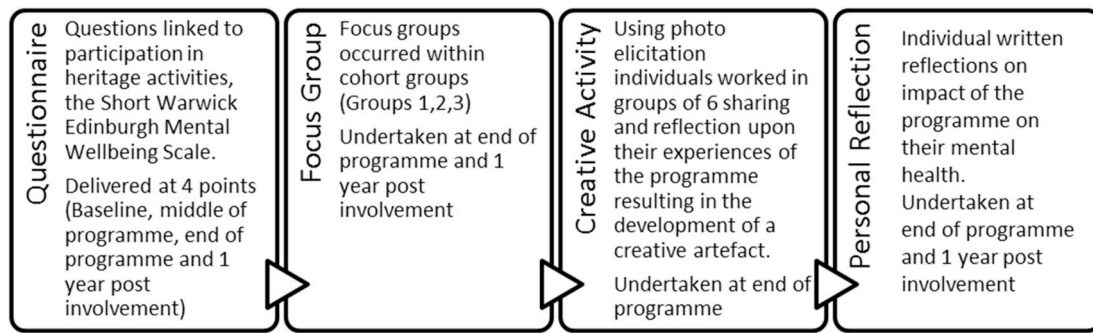 Questionnaire
Questions linked to
participation in
heritage activities,
the Short Warwick
Edinburgh Mental
Wellbeing Scale.
Delivered at 4 points
(Baseline, middle of
programme, end of
programme and 1
year post
involvement)
Focus Group
Focus groups
occurred within
cohort groups
(Groups 1,2,3)
Undertaken at end of
programme and 1
year post
involvement
Creative Activity
Using photo
elicitation
individuals worked in
groups of 6 sharing
and reflection upon
their experiences of
the programme
resulting in the
development of a
creative artefact.
Undertaken at end of
programme
Personal Reflection
Individual written
reflections on
impact of the
programme on
their mental
health.
Undertaken at
end of programme
and 1 year post
involvement